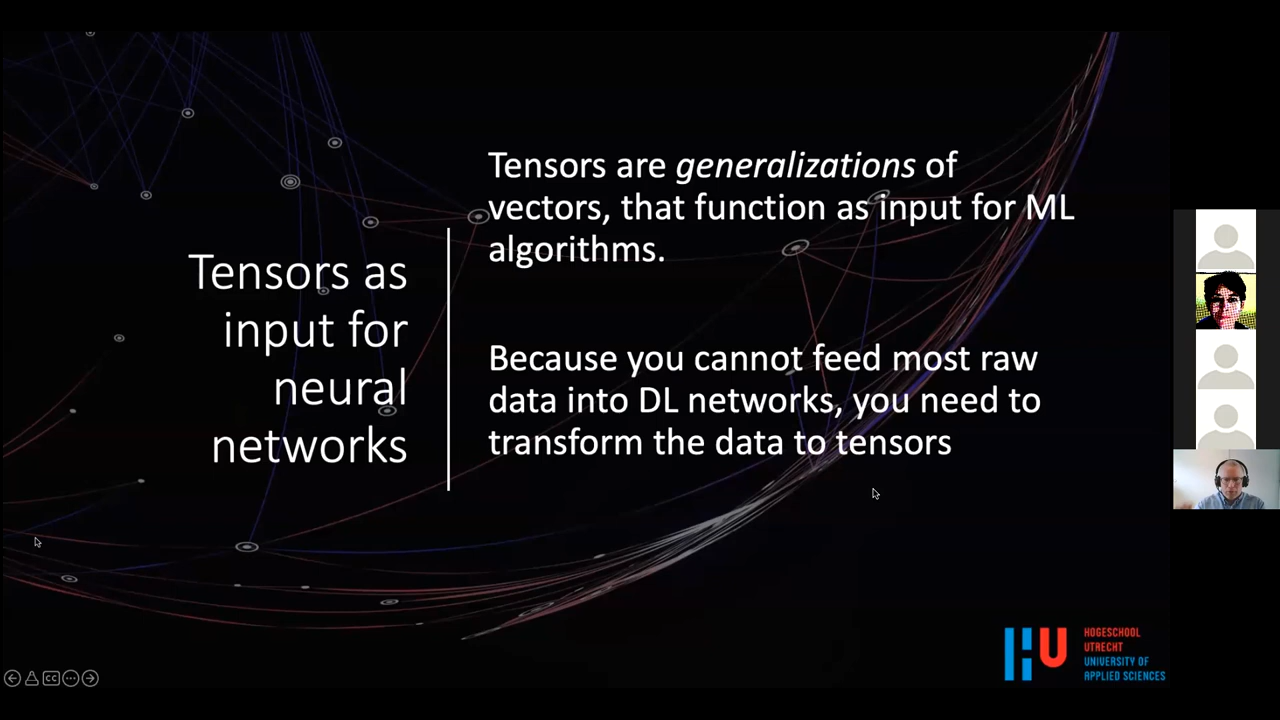 Tensors as
input for
neural
networks
Tensors are generalizations of
vectors, that function as input for ML
algorithms.
Because you cannot feed most raw
data into DL networks, you need to
transform the data to tensors
HU
HOGESCHOOL
UTRECHT
UNIVERSITY OF
APPLIED SCIENCES
CC